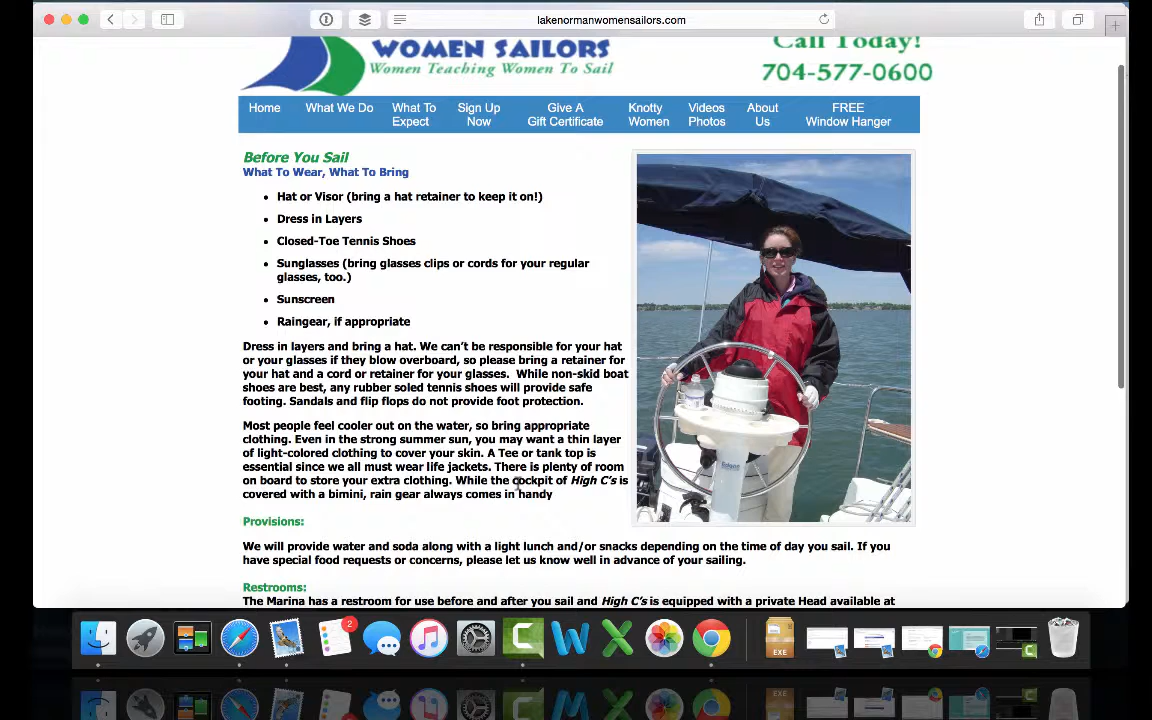 lakenormanwomensailors.com
WOMEN SAILORS
Women Teaching Women To Sail
Call Today!
704-577-0600
Home
What We Do
What To
Expect
Sign Up
Now
Give A
Gift Certificate
Knotty
Women
Videos
Photos
About
Us
FREE
Window Hanger
Before You Sail
What To Wear, What To Bring
• Hat or Visor (bring a hat retainer to keep it on!)
• Dress in Layers
• Closed-Toe Tennis Shoes
• Sunglasses (bring glasses clips or cords for your regular
glasses, too.)
• Sunscreen
• Raingear, if appropriate
Dress in layers and bring a hat. We can't be responsible for your hat
or your glasses if they blow overboard, so please bring a retainer for
your hat and a cord or retainer for your glasses.  While non-skid boat
shoes are best, any rubber soled tennis shoes will provide safe
footing. Sandals and flip flops do not provide foot protection.
Most people feel cooler out on the water, so bring appropriate
clothing. Even in the strong summer sun, you may want a thin layer
of light-colored clothing to cover your skin. A Tee or tank top is
essential since we all must wear life jackets. There is plenty of room
on board to store your extra clothing. While the cockpit of High C's is
covered with a bimini, rain gear always comes in handy
Provisions:
We will provide water and soda along with a light lunch and/or snacks depending on the time of day you sail. If you
have special food requests or concerns, please let us know well in advance of your sailing.
Restrooms:
The Marina has a restroom for use before and after you sail and High C's is equipped with a private Head available at
2
EXE